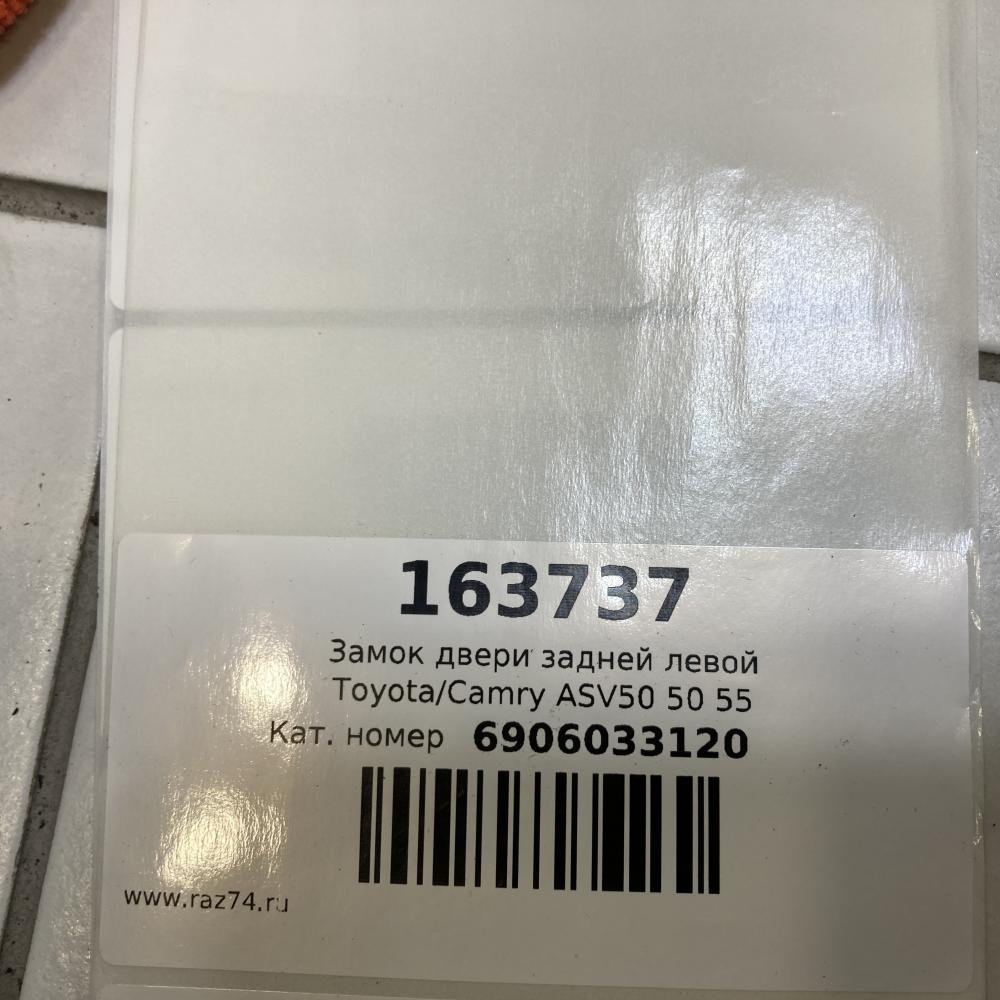 163737
Замок двери задней левой
Toyota/Camry ASV50 50 55
Кат. номер 6906033120
www.raz74.ru